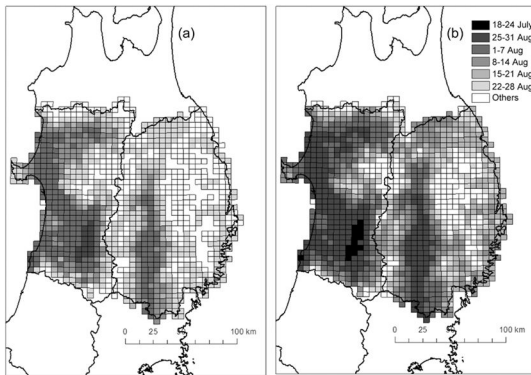 (a)
(b)
18-24 July
25-31 Aug
1-7 Aug
8-14 Aug
15-21 Aug
22-28 Aug
Others
0 25 100 km
0 25 100 km